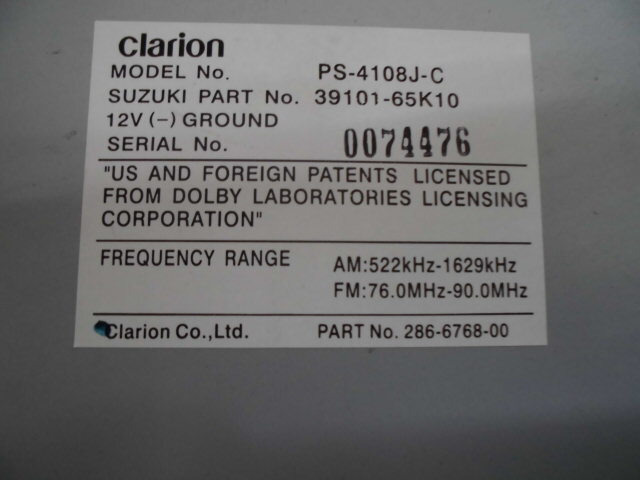 clarion
MODEL No. PS-4108J-C
SUZUKI PART No. 39101-65K10
12V (-) GROUND
SERIAL No. 0074476
"US AND FOREIGN PATENTS LICENSED
FROM DOLBY LABORATORIES LICENSING
CORPORATION"
FREQUENCY RANGE AM:522kHz-1629kHz
FM:76.0MHz-90.0MHz
Clarion Co.,Ltd. PART No. 286-6768-00